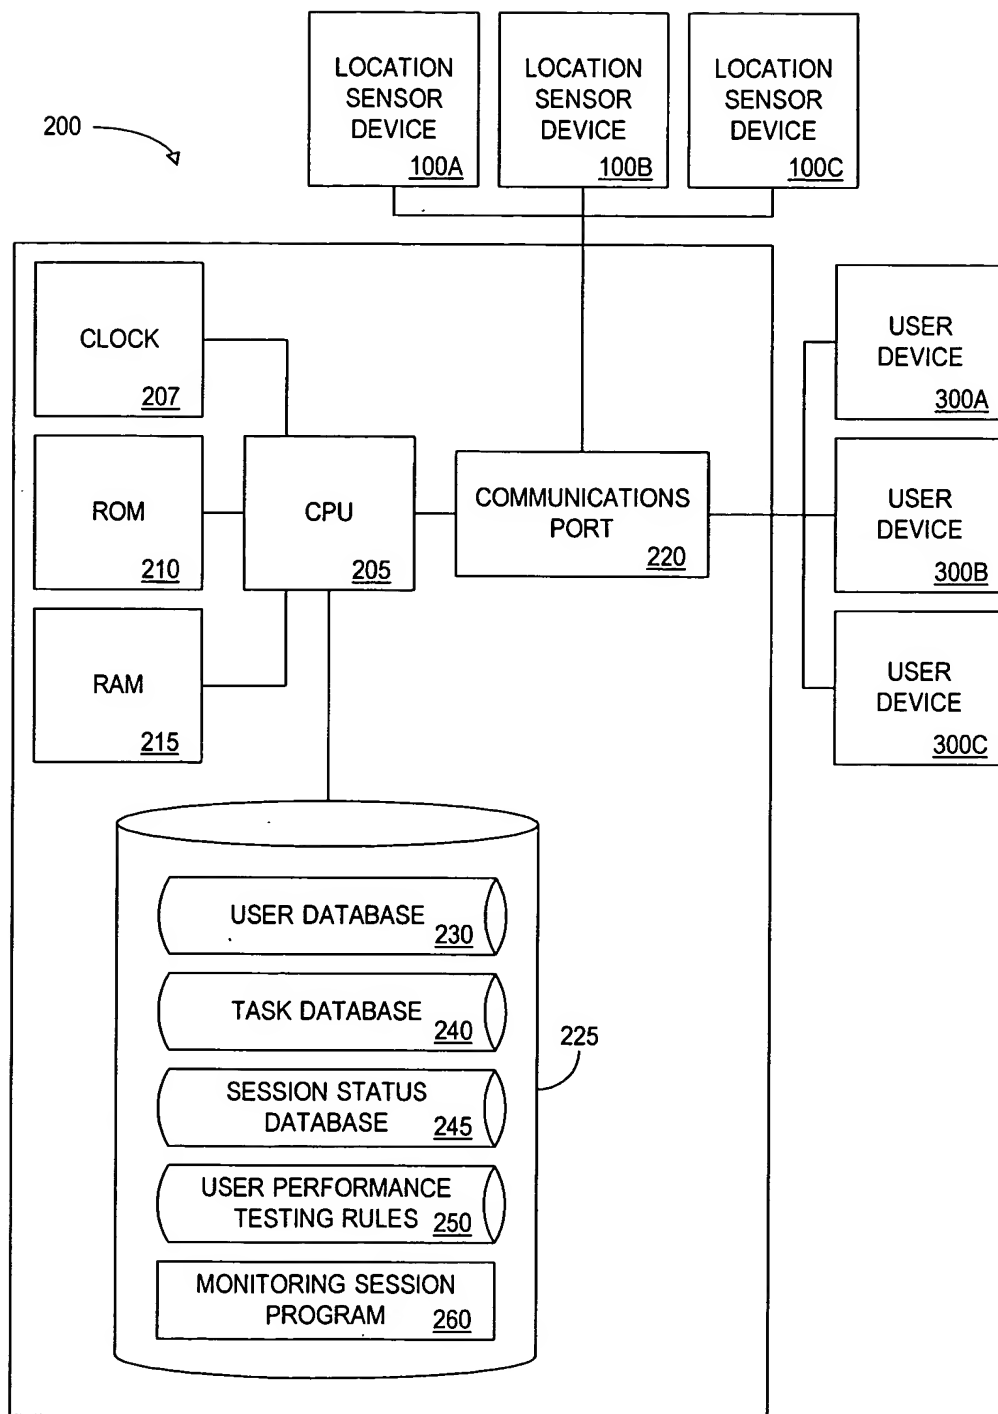 LOCATION
SENSOR
DEVICE
100A
LOCATION
SENSOR
DEVICE
100B
LOCATION
SENSOR
DEVICE
100C
200
CLOCK
207
ROM
210
RAM
215
CPU
205
COMMUNICATIONS
PORT
220
USER
DEVICE
300A
USER
DEVICE
300B
USER
DEVICE
300C
USER DATABASE
230
TASK DATABASE
240
225
SESSION STATUS
DATABASE
245
USER PERFORMANCE
TESTING RULES
250
MONITORING SESSION
PROGRAM
260